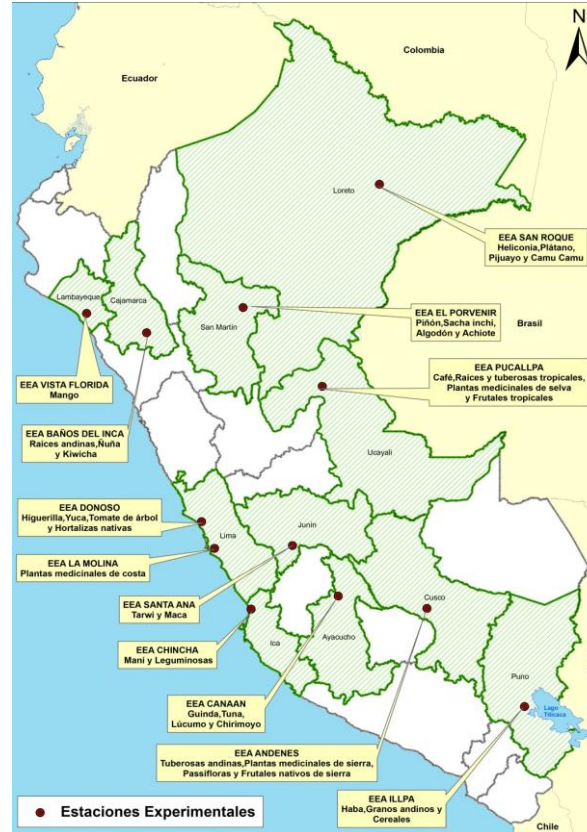 N
Colombia
Ecuador
Loreto
EEA SAN ROQUE
Heliconia,Plátano,
Pijuayo y Camu Camu
Lambayeque
Cajamarca
San Martín
EEA EL PORVENIR
Piñón,Sacha inchi,
Algodón y Achiote
Brasil
EEA VISTA FLORIDA
Mango
EEA PUCALLPA
Café,Raices y tuberosas tropicales,
Plantas medicinales de selva
y Frutales tropicales
EEA BAÑOS DEL INCA
Raices andinas,Ñuña
y Kiwicha
Ucayali
EEA DONOSO
Higuerilla,Yuca,Tomate de árbol
y Hortalizas nativas
Lima
Junín
EEA LA MOLINA
Plantas medicinales de costa
EEA SANTA ANA
Tarwi y Maca
Cusco
EEA CHINCHA
Maní y Leguminosas
Ica
Ayacucho
Puno
EEA CANAAN
Guinda,Tuna,
Lúcumo y Chirimoyo
Lago
Titicaca
EEA ANDENES
Tuberosas andinas,Plantas medicinales de sierra,
Passifloras y Frutales nativos de sierra
EEA ILLPA
Haba,Granos andinos y
Cereales
Estaciones Experimentales
Chile